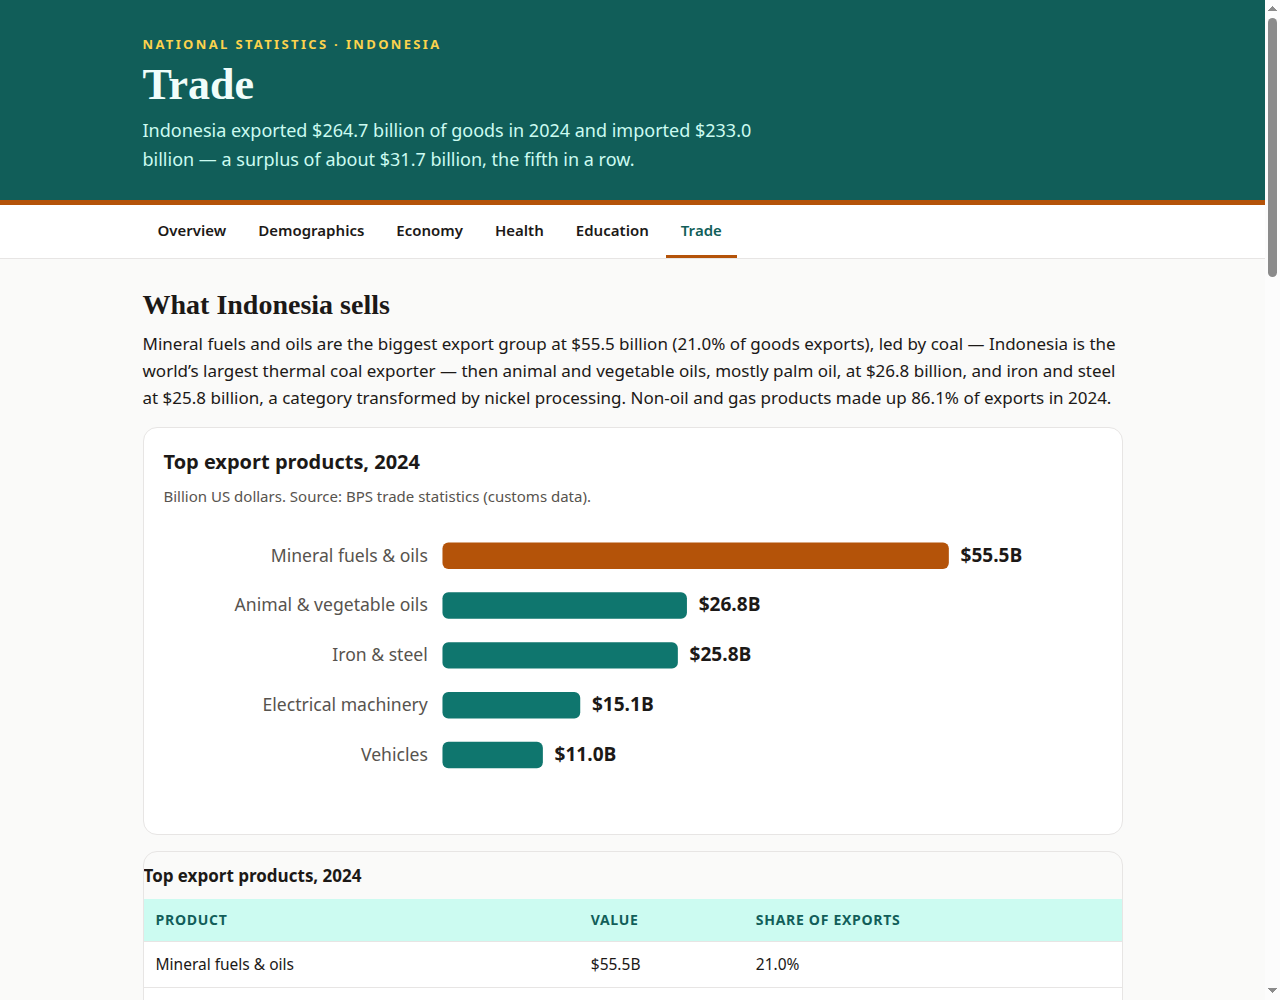 NATIONAL STATISTICS · INDONESIA
Trade
Indonesia exported $264.7 billion of goods in 2024 and imported $233.0
billion — a surplus of about $31.7 billion, the fifth in a row.
Overview Demographics Economy Health Education Trade
What Indonesia sells
Mineral fuels and oils are the biggest export group at $55.5 billion (21.0% of goods exports), led by coal — Indonesia is the
world’s largest thermal coal exporter — then animal and vegetable oils, mostly palm oil, at $26.8 billion, and iron and steel
at $25.8 billion, a category transformed by nickel processing. Non-oil and gas products made up 86.1% of exports in 2024.
Top export products, 2024
Billion US dollars. Source: BPS trade statistics (customs data).
Mineral fuels & oils $55.5B
Animal & vegetable oils $26.8B
Iron & steel $25.8B
Electrical machinery $15.1B
Vehicles $11.0B
Top export products, 2024
PRODUCT VALUE SHARE OF EXPORTS
Mineral fuels & oils $55.5B 21.0%